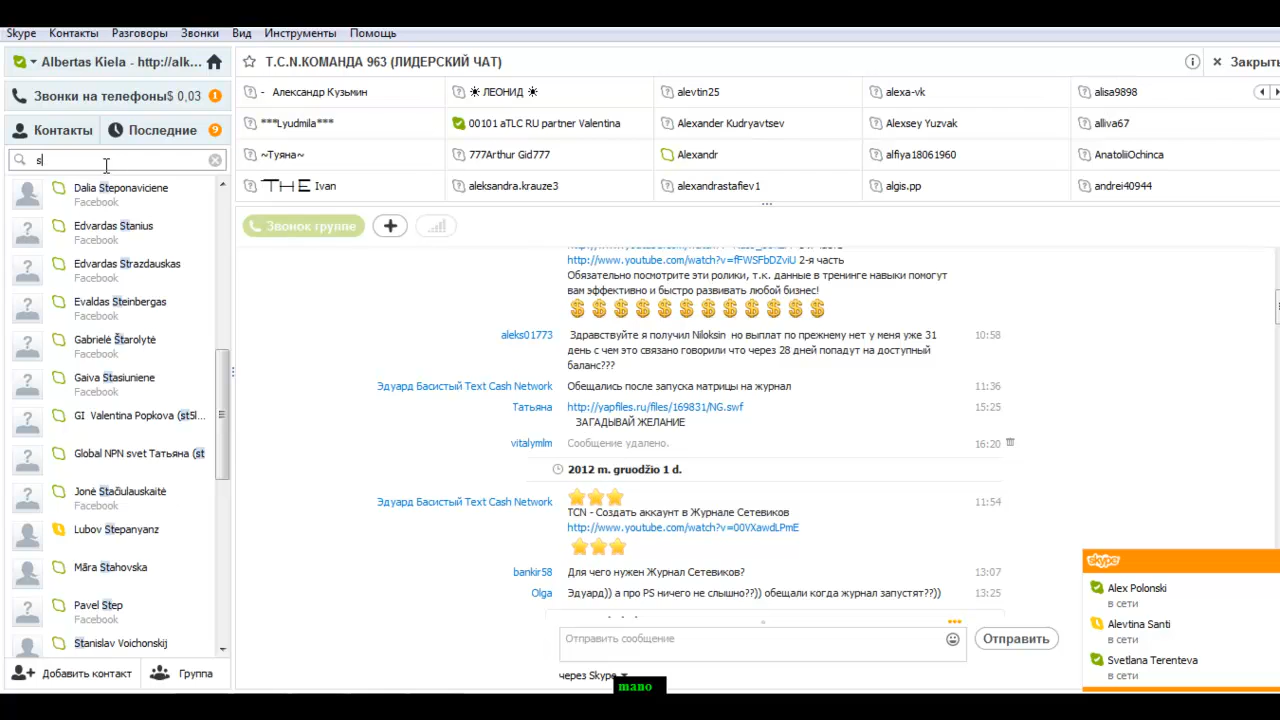 Skype Контакты Разговоры Звонки Вид Инструменты Помощь
Albertas Kiela - http://alk...
Звонки на телефоны $ 0,03 1
Контакты Последние 9
s
Dalia Steponaviciene
Facebook
Edvardas Stanius
Facebook
Edvardas Strazdauskas
Facebook
Evaldas Steinbergas
Facebook
Gabrielė Štarolytė
Facebook
Gaiva Stasiuniene
Facebook
GI Valentina Popkova (st5l...
Global NPN svet Татьяна (st
Jonė Stačiulauskaitė
Facebook
Lubov Stepanyanz
Māra Stahovska
Pavel Step
Facebook
Stanislav Voichonskij
Добавить контакт Группа
T.C.N.КОМАНДА 963 (ЛИДЕРСКИЙ ЧАТ)
Закрыть
- Александр Кузьмин ☀ ЛЕОНИД ☀ alevtin25 alexa-vk alisa9898
***Lyudmila*** 00101 aTLC RU partner Valentina Alexander Kudryavtsev Alexsey Yuzvak alliva67
~Туяна~ 777Arthur Gid777 Alexandr alfiya18061960 AnatoliiOchinca
THE Ivan aleksandra.krauze3 alexandrastafiev1 algis.pp andrei40944
Звонок группе
http://www.youtube.com/watch?v=fFWSFbDZviU 2-я часть
Обязательно посмотрите эти ролики, т.к. данные в тренинге навыки помогут
вам эффективно и быстро развивать любой бизнес!
aleks01773 Здравствуйте я получил Niloksin но выплат по прежнему нет у меня уже 31 10:58
день с чем это связано говорили что через 28 дней попадут на доступный
баланс???
Эдуард Басистый Text Cash Network Обещались после запуска матрицы на журнал 11:36
Татьяна http://yapfiles.ru/files/169831/NG.swf 15:25
ЗАГАДЫВАЙ ЖЕЛАНИЕ
vitalymlm Сообщение удалено. 16:20
2012 m. gruodžio 1 d.
Эдуард Басистый Text Cash Network 11:54
TCN - Создать аккаунт в Журнале Сетевиков
http://www.youtube.com/watch?v=00VXawdLPmE
bankir58 Для чего нужен Журнал Сетевиков? 13:07
Olga Эдуард)) а про PS ничего не слышно??)) обещали когда журнал запустят??)) 13:25
Отправить сообщение
Отправить
через Skype
mano
skype
Alex Polonski
в сети
Alevtina Santi
в сети
Svetlana Terenteva
в сети